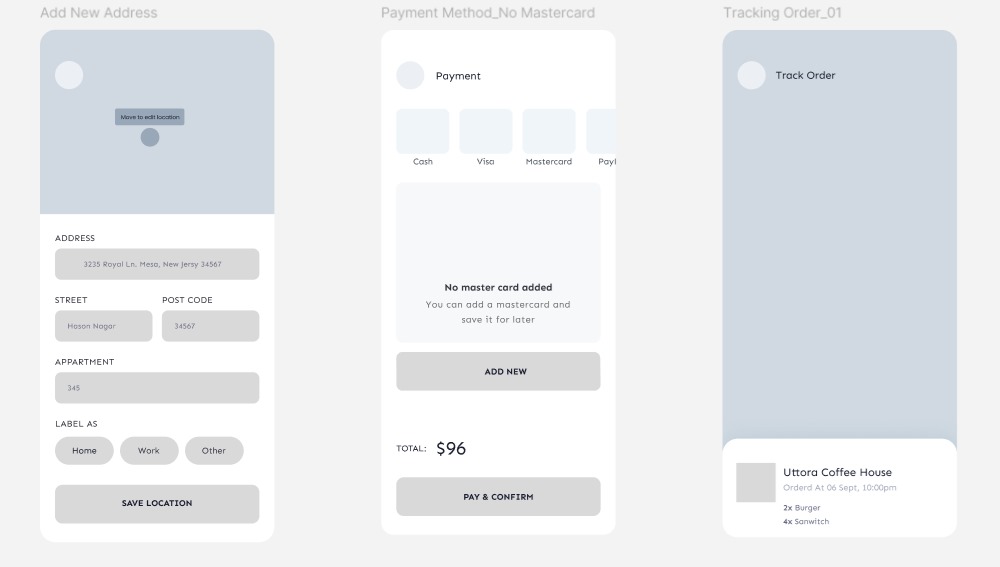 Add New Address
Move to edit location
ADDRESS
3235 Royal Ln. Mesa, New Jersy 34567
STREET
POST CODE
Hason Nagar
34567
APPARTMENT
345
LABEL AS
Home
Work
Other
SAVE LOCATION
Payment Method_No Mastercard
Payment
Cash
Visa
Mastercard
Payl
No master card added
You can add a mastercard and
save it for later
ADD NEW
TOTAL: $96
PAY & CONFIRM
Tracking Order_01
Track Order
Uttora Coffee House
Orderd At 06 Sept, 10:00pm
2x Burger
4x Sanwitch